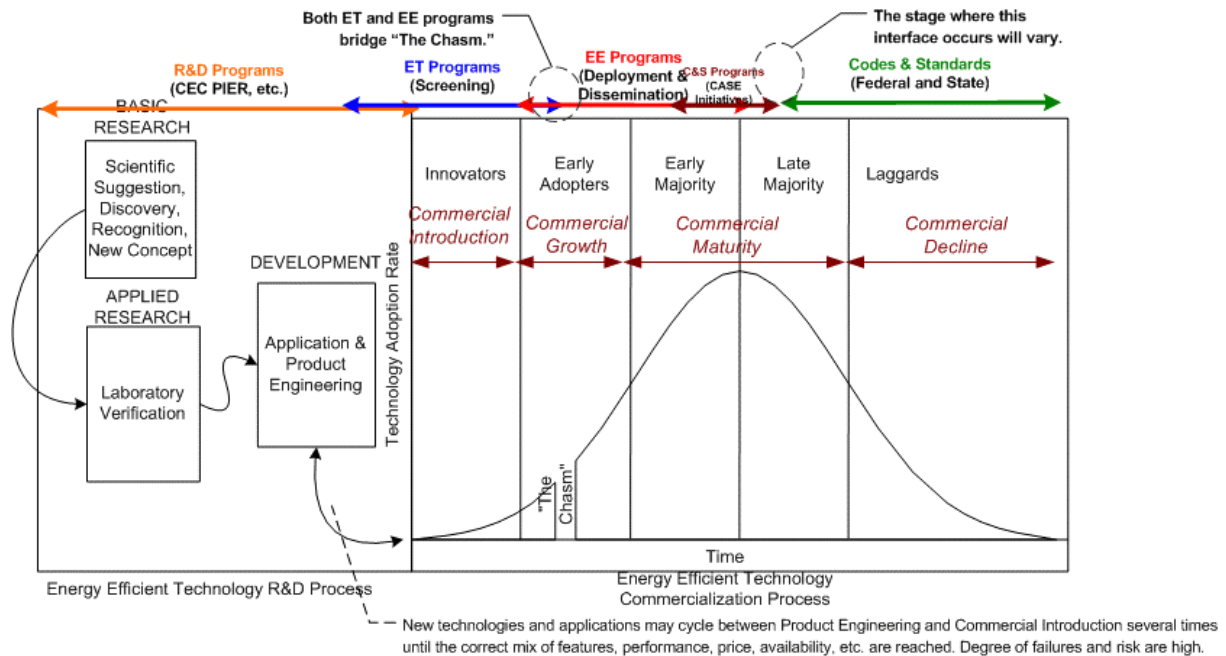 Both ET and EE programs
bridge “The Chasm.”
The stage where this
interface occurs will vary.
R&D Programs
(CEC PIER, etc.)
ET Programs
(Screening)
EE Programs
(Deployment &
Dissemination)
C&S Programs
(CASE
Initiatives)
Codes & Standards
(Federal and State)
BASIC
RESEARCH
Scientific
Suggestion,
Discovery,
Recognition,
New Concept
APPLIED
RESEARCH
Laboratory
Verification
DEVELOPMENT
Application &
Product
Engineering
Technology Adoption Rate
Innovators
Early
Adopters
Early
Majority
Late
Majority
Laggards
Commercial
Introduction
Commercial
Growth
Commercial
Maturity
Commercial
Decline
"The
Chasm"
Time
Energy Efficient Technology R&D Process
Energy Efficient Technology
Commercialization Process
New technologies and applications may cycle between Product Engineering and Commercial Introduction several times
until the correct mix of features, performance, price, availability, etc. are reached. Degree of failures and risk are high.